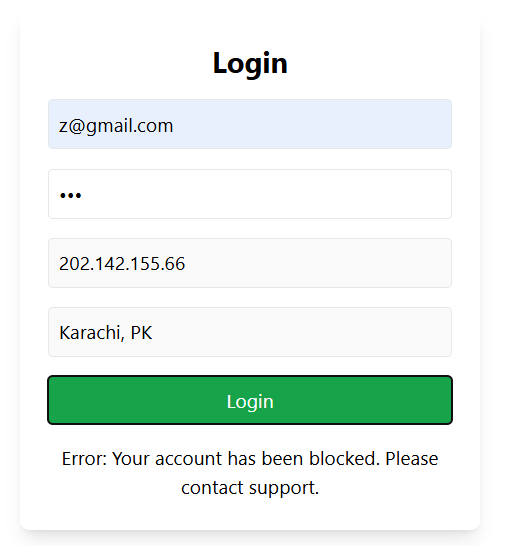 Login
z@gmail.com
•••
202.142.155.66
Karachi, PK
Login
Error: Your account has been blocked. Please
contact support.